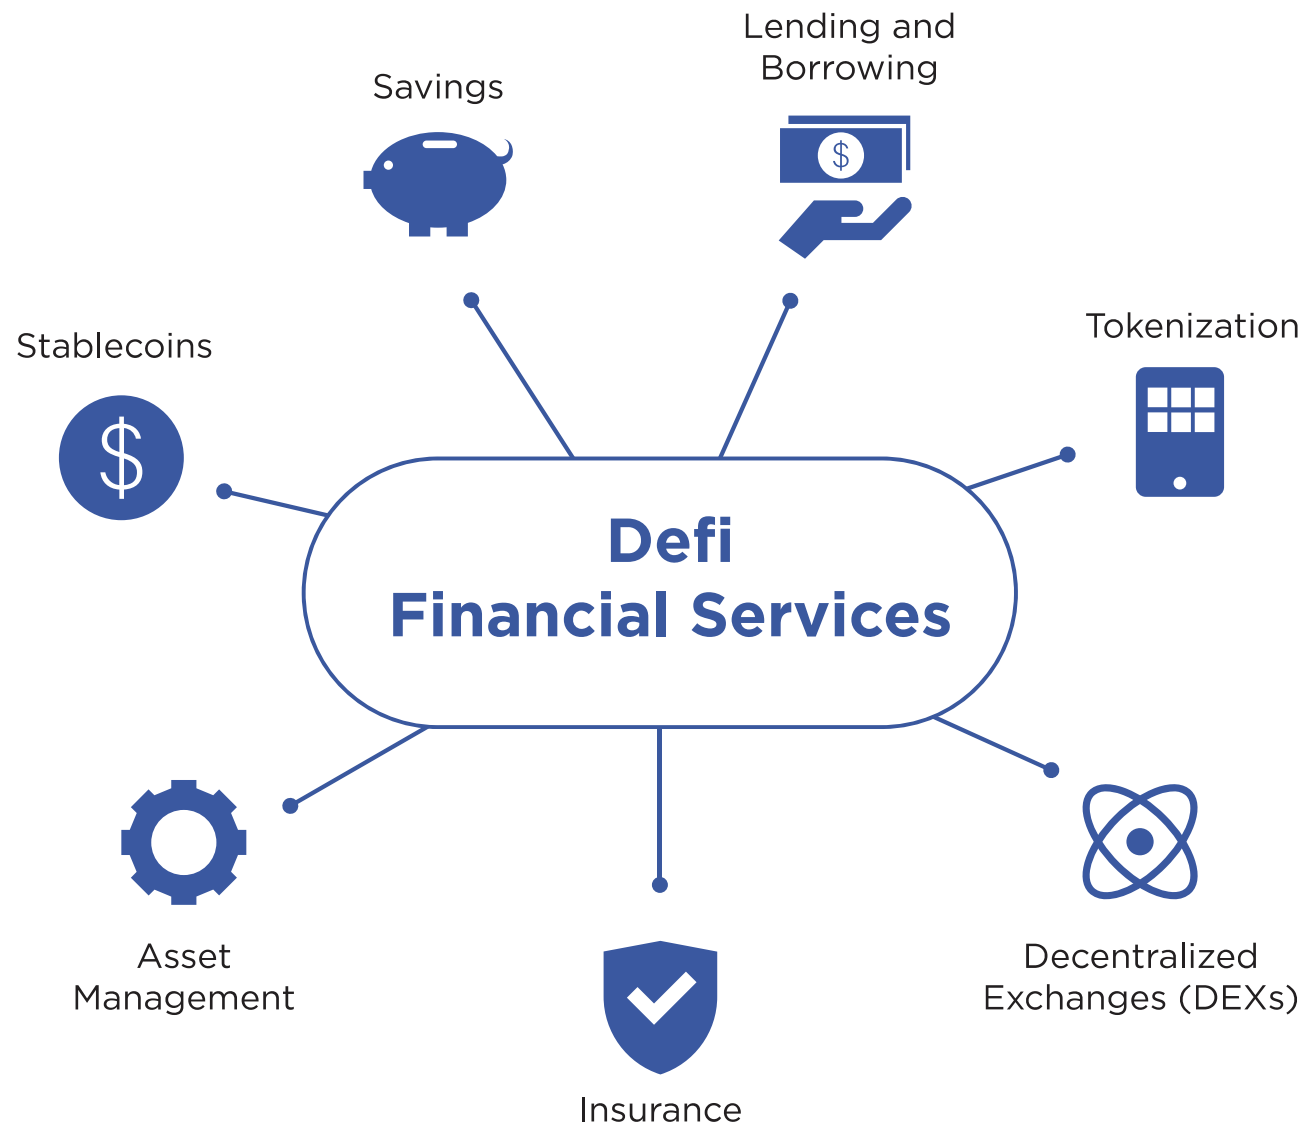 Lending and
Borrowing
Savings
$
Tokenization
Stablecoins
$
Defi
Financial Services
Asset
Management
Decentralized
Exchanges (DEXs)
Insurance